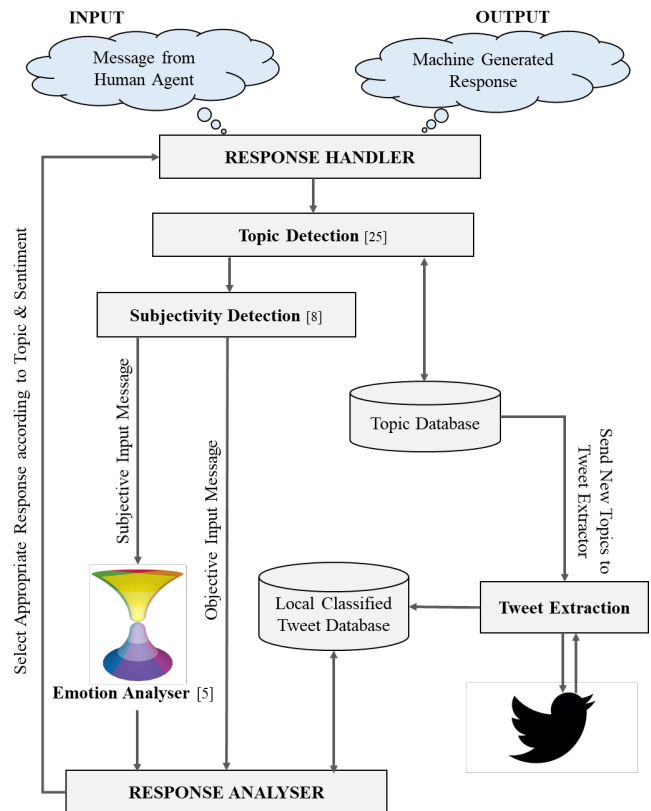 INPUT
OUTPUT
Message from
Human Agent
Machine Generated
Response
RESPONSE HANDLER
Topic Detection [25]
Subjectivity Detection [8]
Select Appropriate Response according to Topic & Sentiment
Subjective Input Message
Objective Input Message
Topic Database
Send New Topics to
Tweet Extractor
Local Classified
Tweet Database
Tweet Extraction
Emotion Analyser [5]
RESPONSE ANALYSER